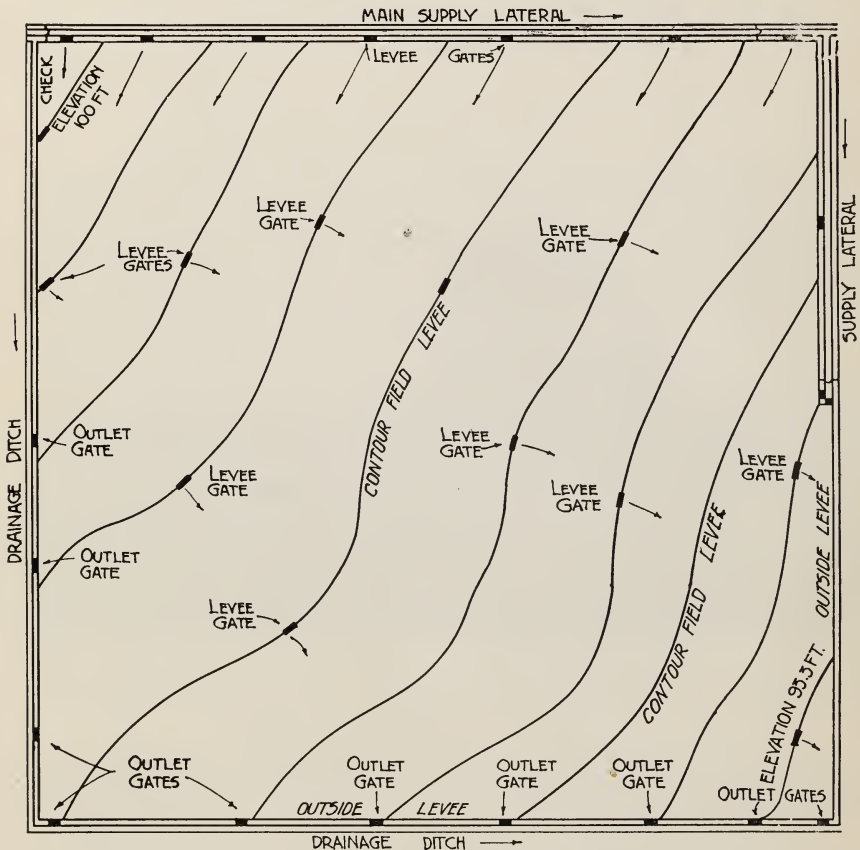 MAIN SUPPLY LATERAL
LEVEE GATES
CHECK
ELEVATION
100 FT
SUPPLY LATERAL
LEVEE
GATE
LEVEE
GATES
LEVEE
GATE
CONTOUR FIELD LEVEE
DRAINAGE DITCH
OUTLET
GATE
LEVEE
GATE
LEVEE
GATE
LEVEE
GATE
LEVEE
GATE
OUTSIDE LEVEE
OUTLET
GATE
CONTOUR FIELD LEVEE
LEVEE
GATE
ELEVATION 95.5 FT.
OUTLET
GATES
OUTLET
GATE
OUTLET
GATE
OUTLET
GATE
OUTLET GATES
OUTSIDE LEVEE
DRAINAGE DITCH